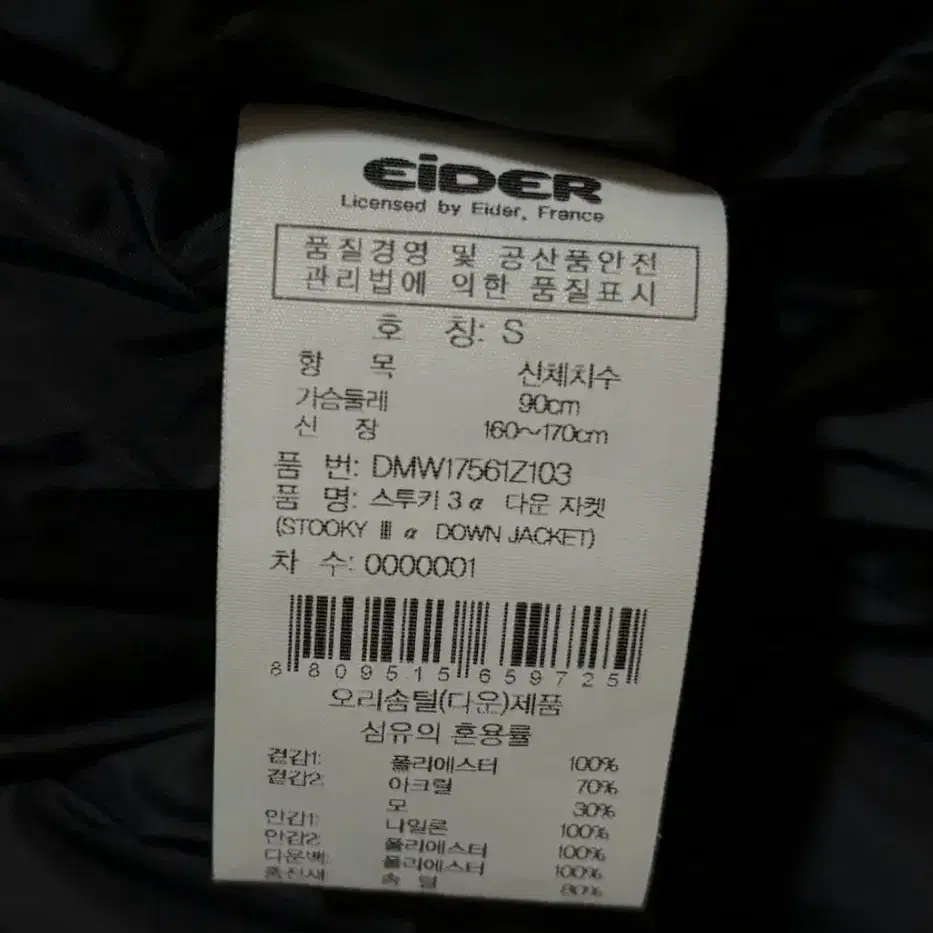 EiDER
Licensed by Eider, France
품질경영 및 공산품안전
관리법에 의한 품질표시
호 칭: S
항 목 신체치수
가슴둘레 90cm
신 장 160~170cm
품 번: DMW17561Z103
품 명: 스투키 3 α 다운 자켓
(STOOKY Ⅲ α DOWN JACKET)
차 수: 0000001
8 809515 659725
오리솜털(다운)제품
섬유의 혼용률
겉감1: 폴리에스터 100%
겉감2: 아크릴 70%
모 30%
안감1: 나일론 100%
안감2: 폴리에스터 100%
다운백: 폴리에스터 100%
충전재 솜 털 80%